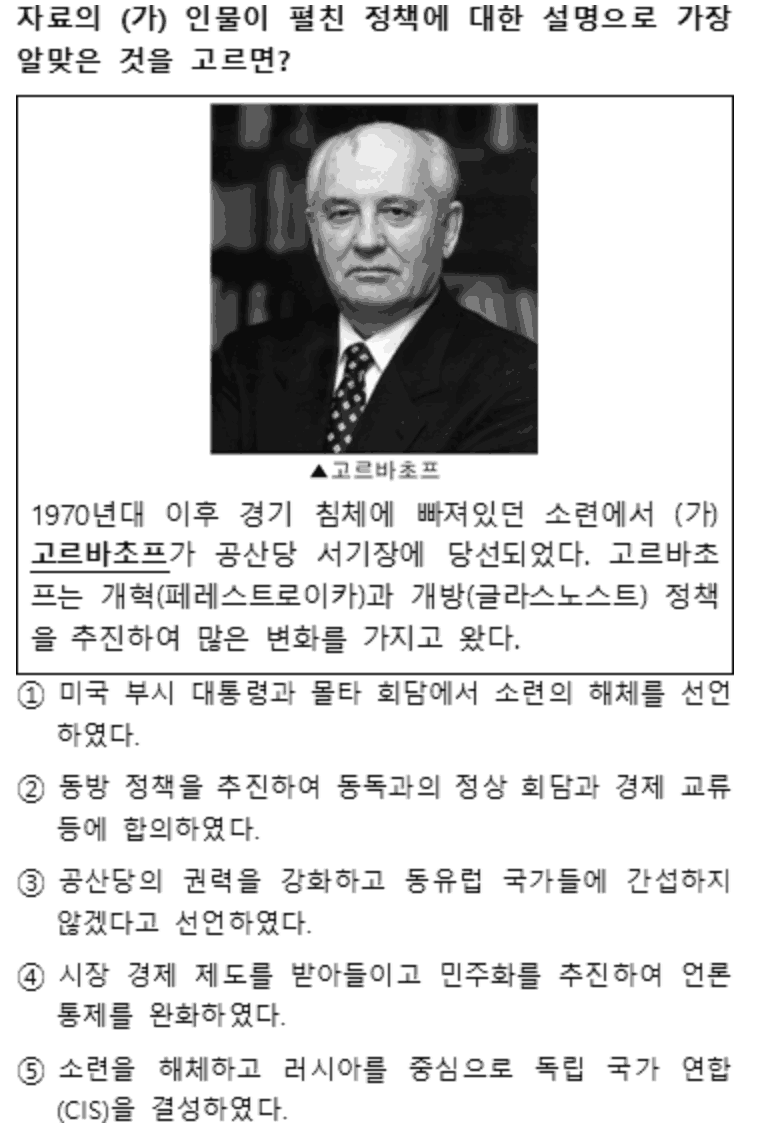 자료의 (가) 인물이 펼친 정책에 대한 설명으로 가장
알맞은 것을 고르면?
▲고르바초프
1970년대 이후 경기 침체에 빠져있던 소련에서 (가)
고르바초프가 공산당 서기장에 당선되었다. 고르바초
프는 개혁(페레스트로이카)과 개방(글라스노스트) 정책
을 추진하여 많은 변화를 가지고 왔다.
① 미국 부시 대통령과 몰타 회담에서 소련의 해체를 선언
하였다.
② 동방 정책을 추진하여 동독과의 정상 회담과 경제 교류
등에 합의하였다.
③ 공산당의 권력을 강화하고 동유럽 국가들에 간섭하지
않겠다고 선언하였다.
④ 시장 경제 제도를 받아들이고 민주화를 추진하여 언론
통제를 완화하였다.
⑤ 소련을 해체하고 러시아를 중심으로 독립 국가 연합
(CIS)을 결성하였다.